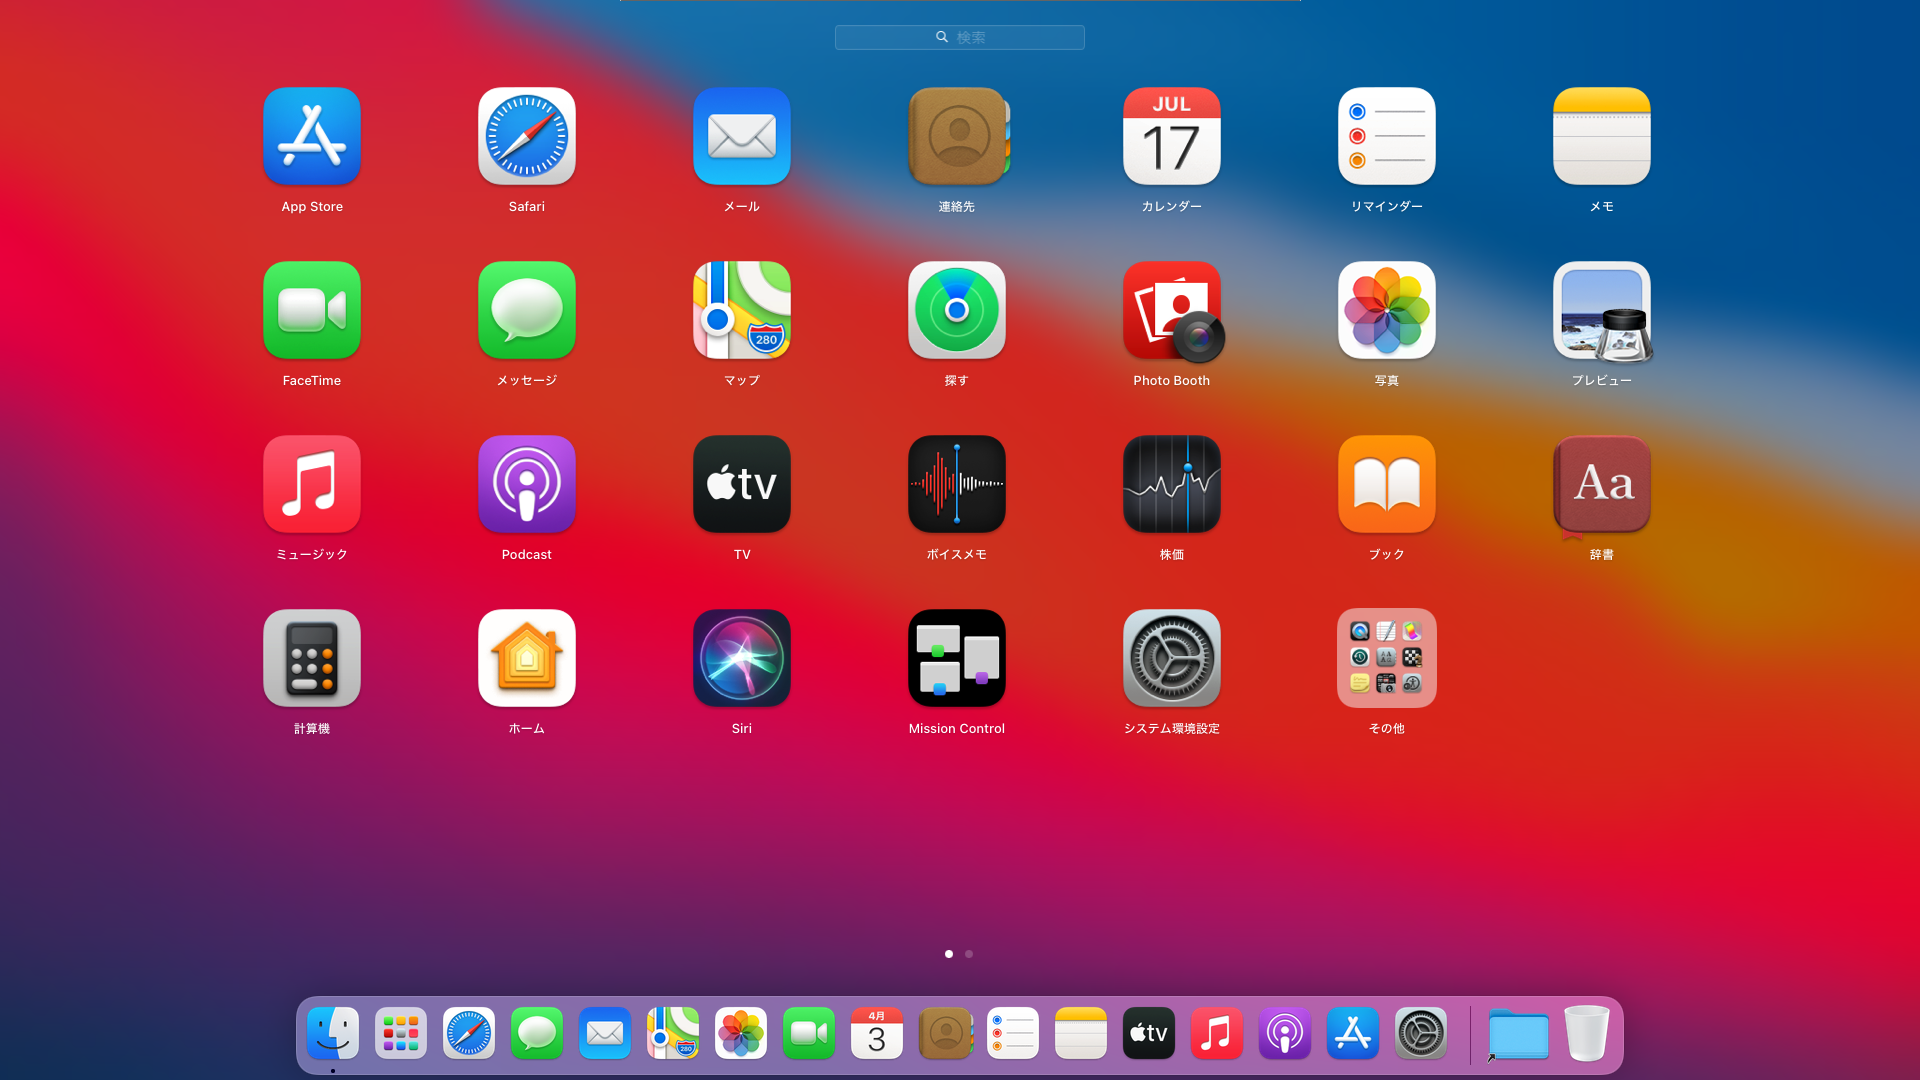 検索
App Store
Safari
メール
連絡先
JUL
17
カレンダー
リマインダー
メモ
FaceTime
メッセージ
280
マップ
探す
Photo Booth
写真
プレビュー
ミュージック
Podcast
tv
TV
ボイスメモ
株価
ブック
Aa
辞書
計算機
ホーム
Siri
Mission Control
システム環境設定
その他
280
4月
3
tv